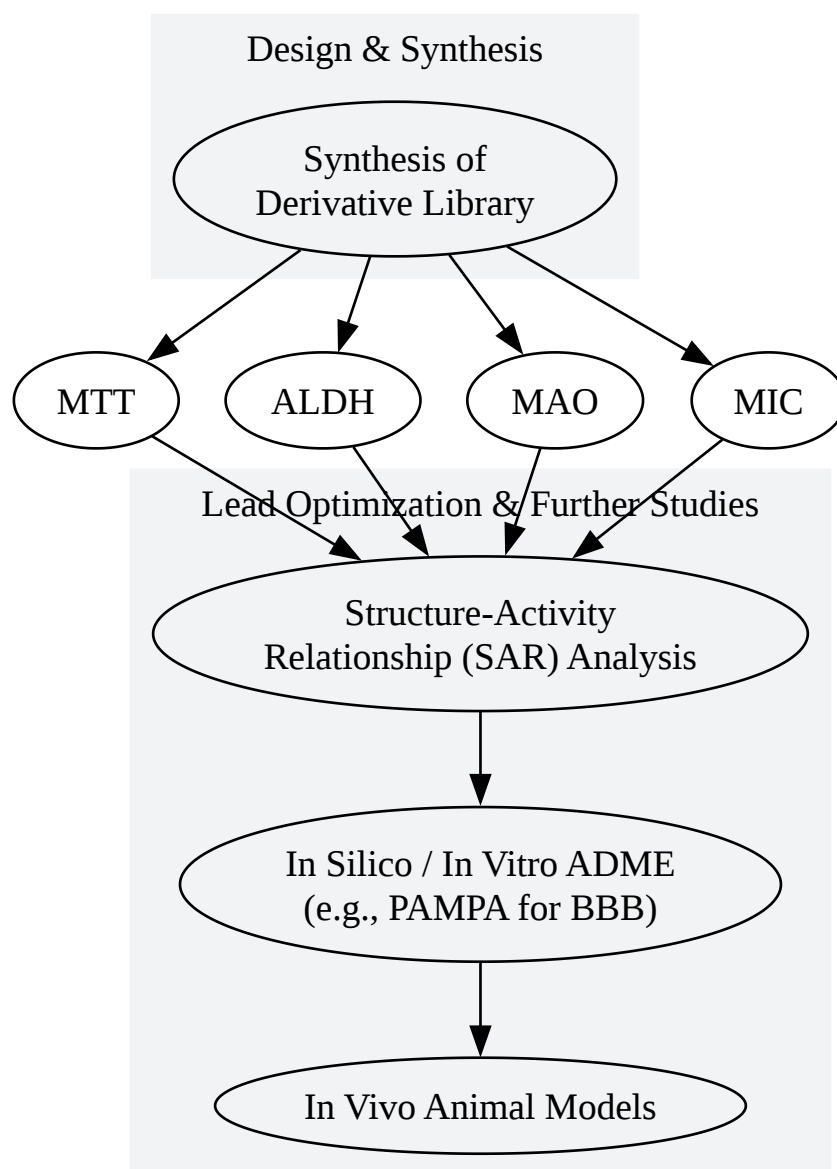 Design & Synthesis
Synthesis of
Derivative Library
MTT
ALDH
MAO
MIC
Lead Optimization & Further Studies
Structure-Activity
Relationship (SAR) Analysis
In Silico / In Vitro ADME
(e.g., PAMPA for BBB)
In Vivo Animal Models